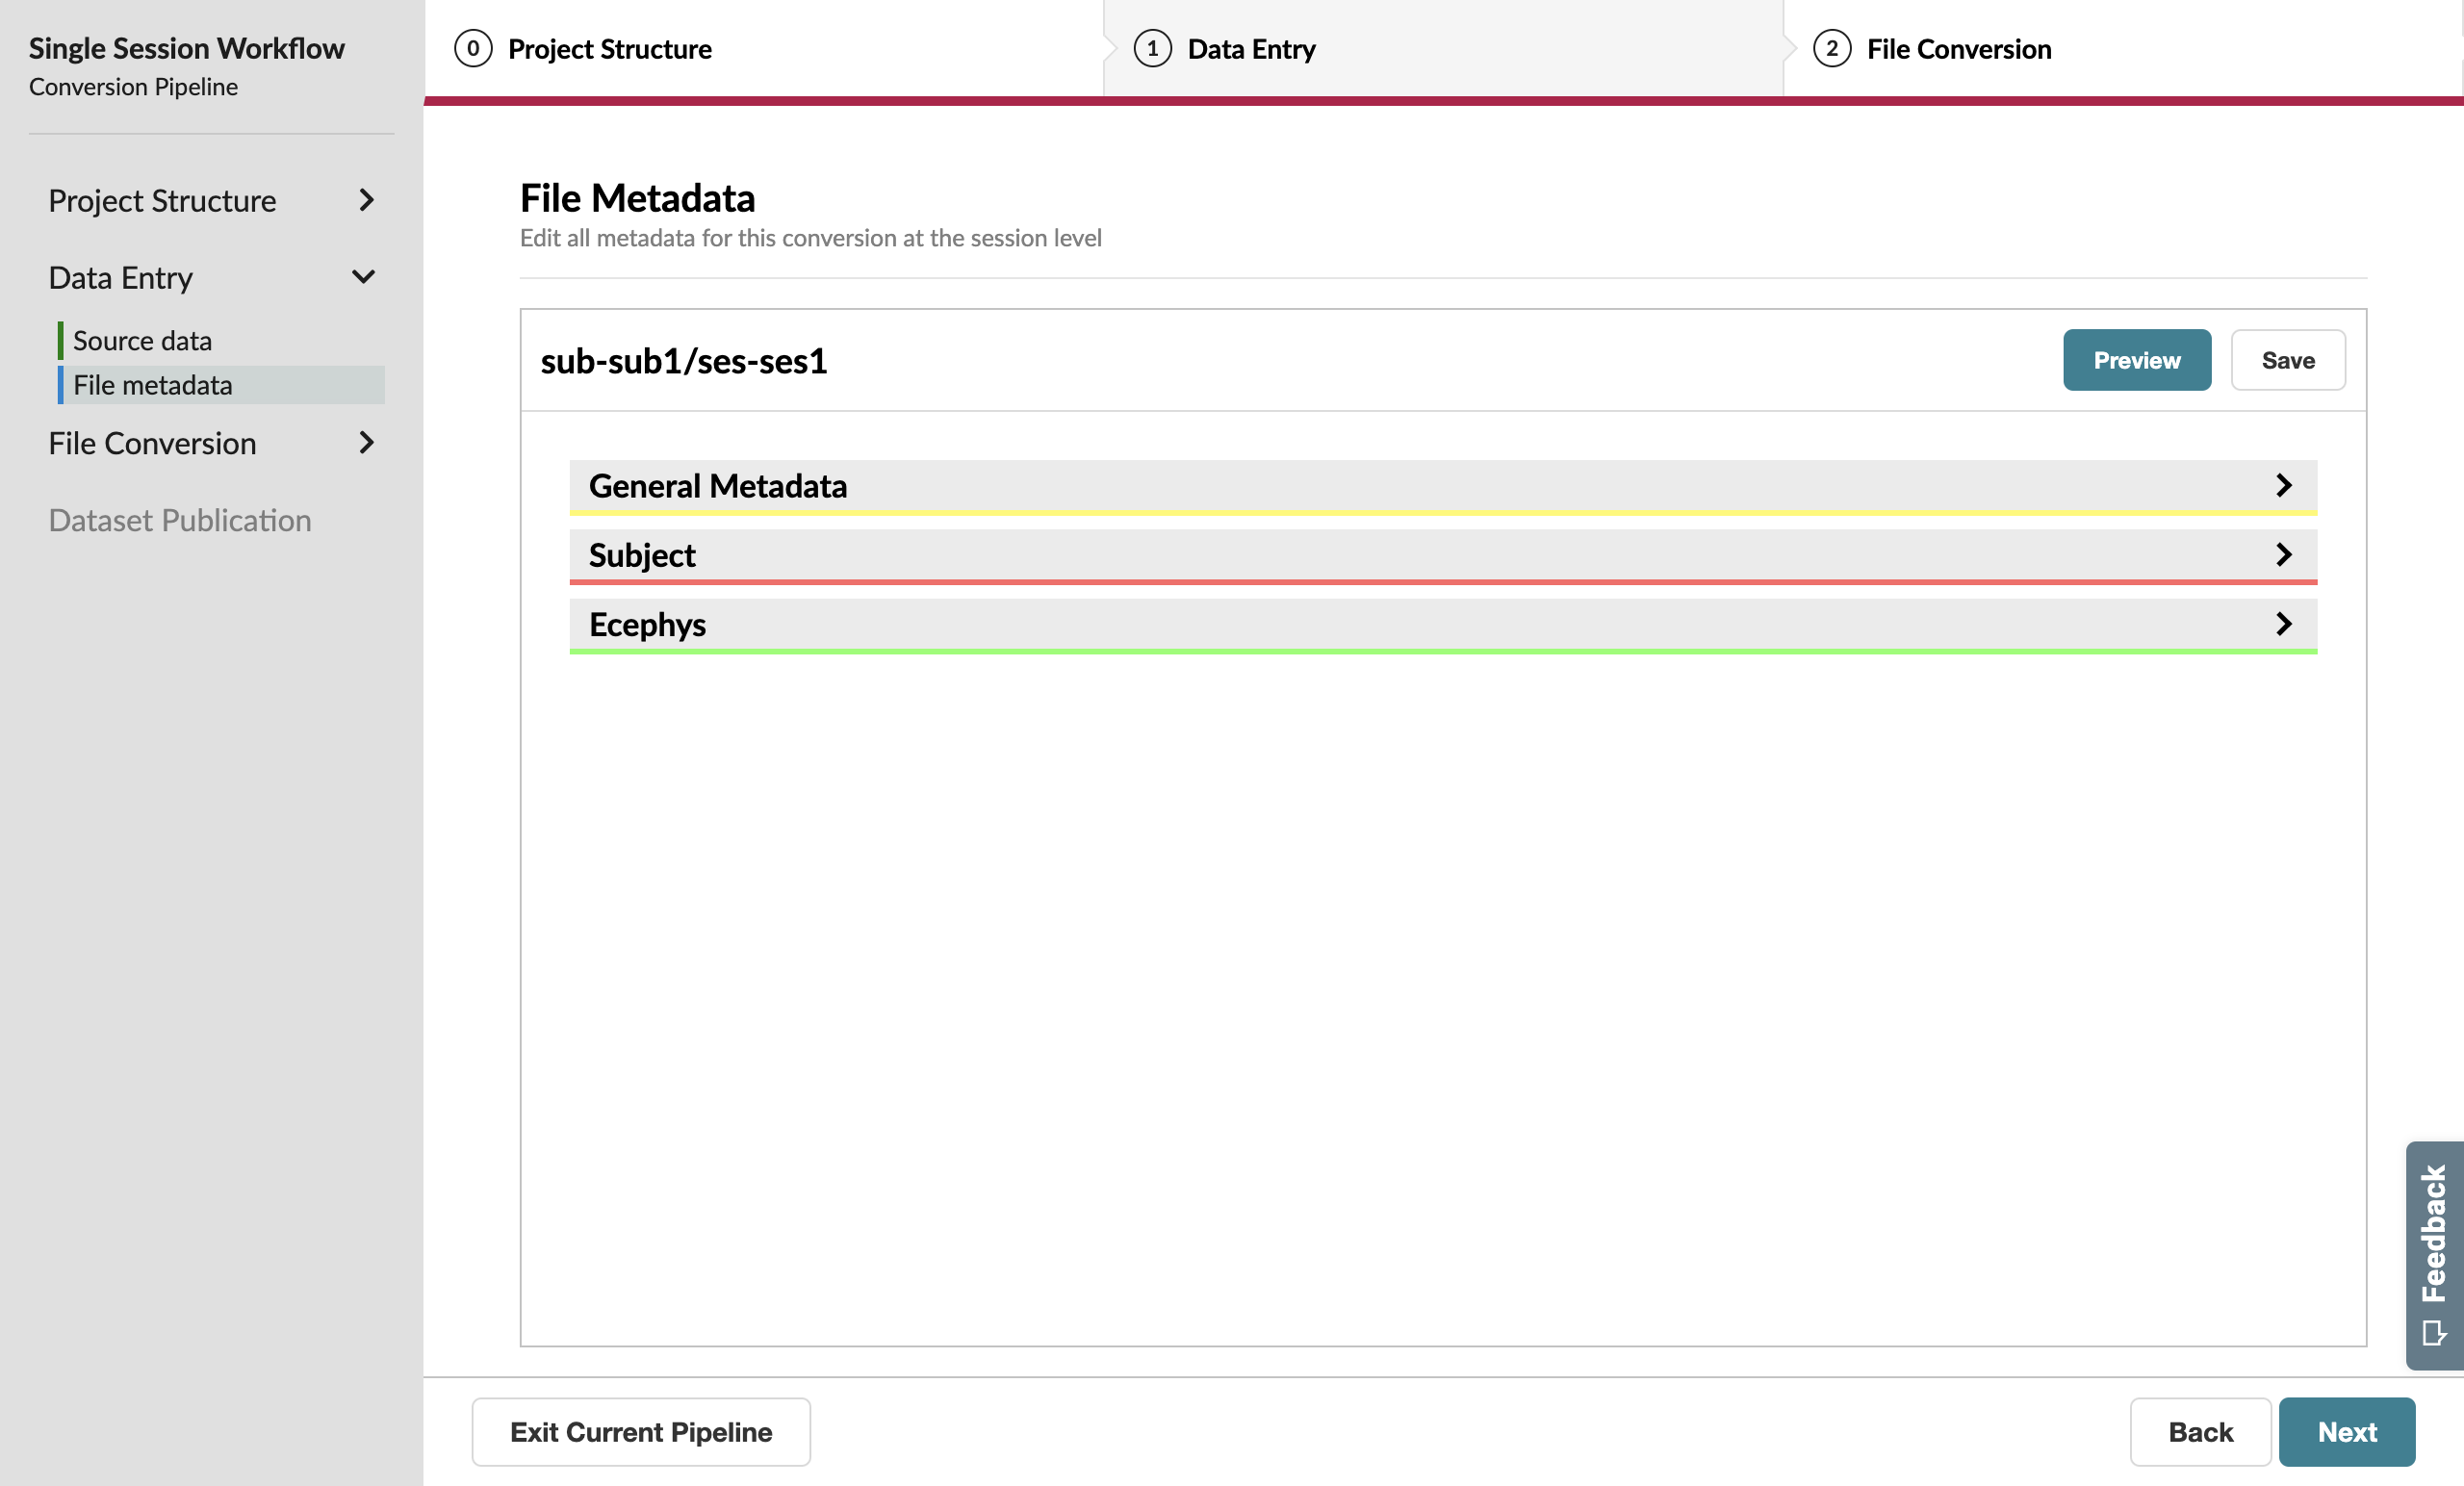 Single Session Workflow
Conversion Pipeline
Project Structure
Data Entry
Source data
File metadata
File Conversion
Dataset Publication
0 Project Structure
1 Data Entry
2 File Conversion
File Metadata
Edit all metadata for this conversion at the session level
sub-sub1/ses-ses1
Preview
Save
General Metadata
Subject
Ecephys
Feedback
Exit Current Pipeline
Back
Next